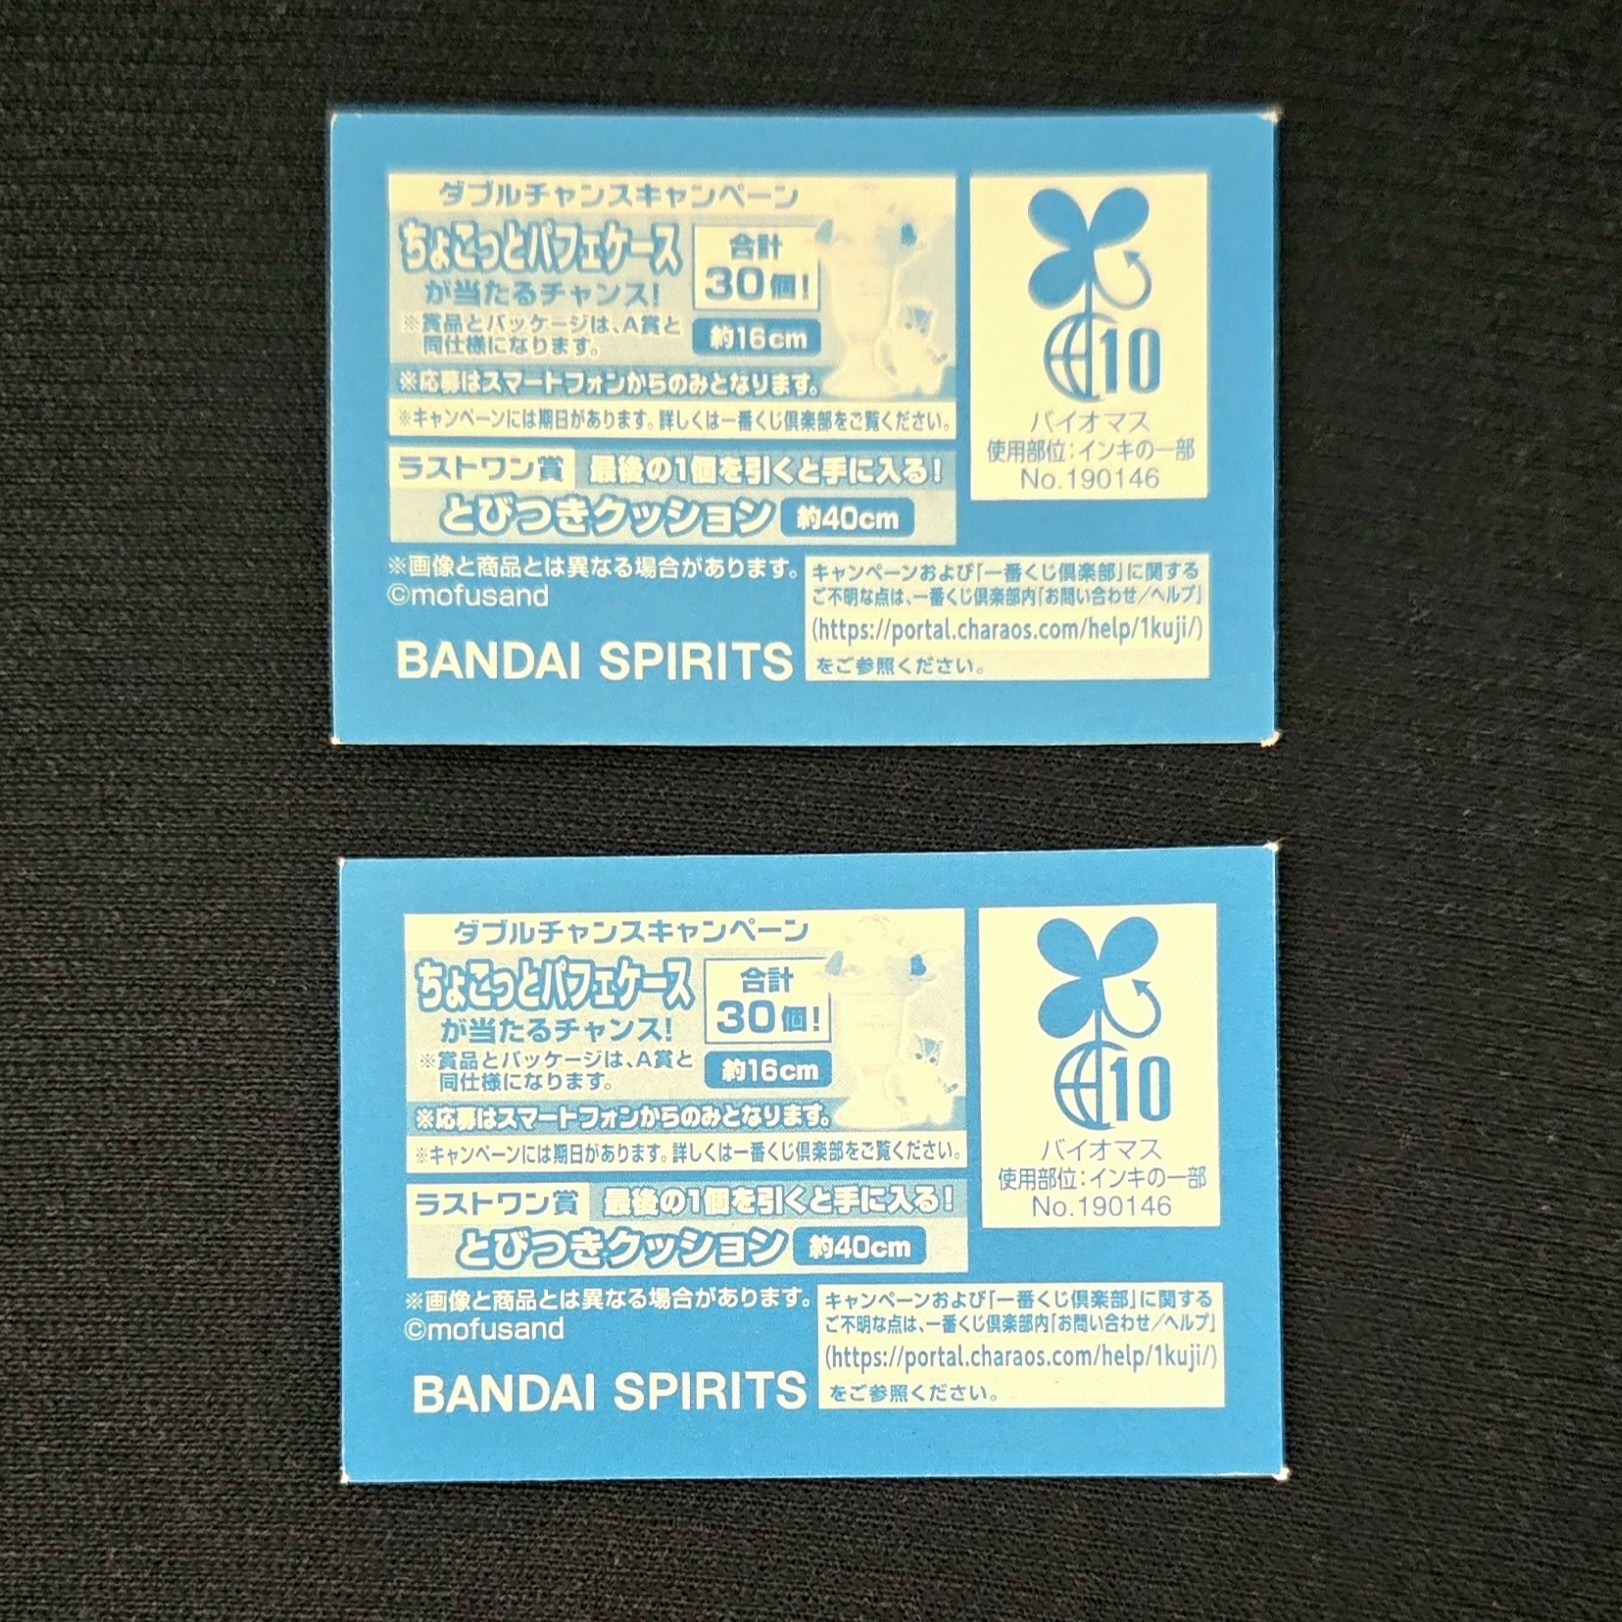 ダブルチャンスキャンペーン
ちょこっとパフェケース
が当たるチャンス!
合計
30個!
※賞品とパッケージは、A賞と
同仕様になります。
約16cm
※応募はスマートフォンからのみとなります。
※キャンペーンには期日があります。詳しくは一番くじ倶楽部をご覧ください。
ラストワン賞 最後の1個を引くと手に入る!
とびつきクッション 約40cm
10
バイオマス
使用部位:インキの一部
No.190146
※画像と商品とは異なる場合があります。
©mofusand
BANDAI SPIRITS
キャンペーンおよび「一番くじ倶楽部」に関する
ご不明な点は、一番くじ倶楽部内「お問い合わせ/ヘルプ」
(https://portal.charaos.com/help/1kuji/)
をご参照ください。
ダブルチャンスキャンペーン
ちょこっとパフェケース
が当たるチャンス!
合計
30個!
※賞品とパッケージは、A賞と
同仕様になります。
約16cm
※応募はスマートフォンからのみとなります。
※キャンペーンには期日があります。詳しくは一番くじ倶楽部をご覧ください。
ラストワン賞 最後の1個を引くと手に入る!
とびつきクッション 約40cm
10
バイオマス
使用部位:インキの一部
No.190146
※画像と商品とは異なる場合があります。
©mofusand
BANDAI SPIRITS
キャンペーンおよび「一番くじ倶楽部」に関する
ご不明な点は、一番くじ倶楽部内「お問い合わせ/ヘルプ」
(https://portal.charaos.com/help/1kuji/)
をご参照ください。